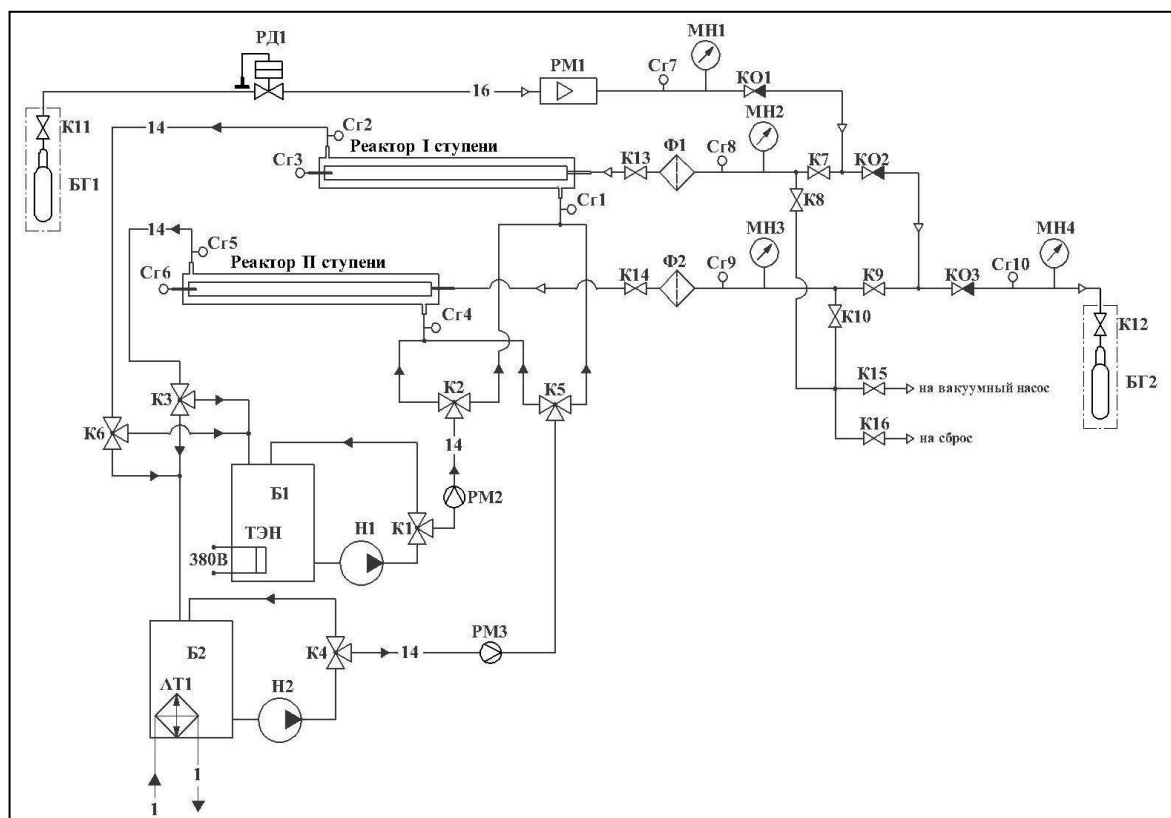 РД1
МН1
РМ1
Сг7
КО1
16
МН2
К11
14
Сг2
Реактор I ступени
К13
Ф1
Сг8
К7
КО2
Сг3
БГ1
К8
Сг1
14
Сг5
МН3
МН4
Реактор II ступени
Сг6
К14
Ф2
Сг9
К9
КО3
Сг10
Сг4
К10
К12
К2
К5
К15
на вакуумный насос
БГ2
К3
К6
К16
на сброс
14
Б1
РМ2
ТЭН
Н1
К1
380В
Б2
К4
14
РМ3
АТ1
Н2
1
1